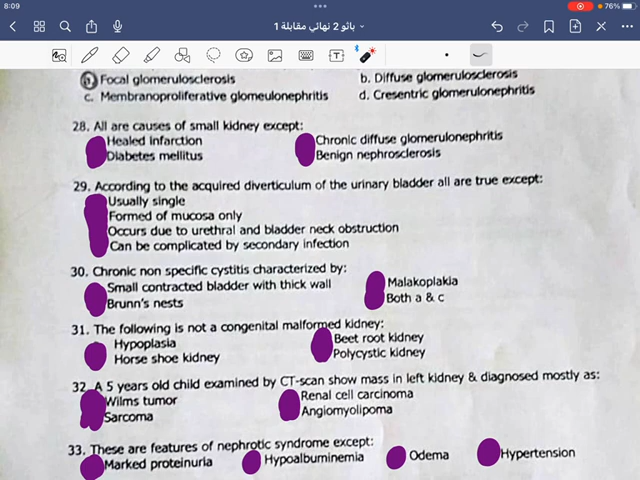 8:09
76%
باثو 2 نهائي مقابلة 1
Focal glomerulosclerosis b. Diffuse glomerulosclerosis
c. Membranoproliferative glomeulonephritis d. Cresentric glomerulonephritis
28. All are causes of small kidney except:
Healed infarction Chronic diffuse glomerulonephritis
Diabetes mellitus Benign nephrosclerosis
29. According to the acquired diverticulum of the urinary bladder all are true except:
Usually single
Formed of mucosa only
Occurs due to urethral and bladder neck obstruction
Can be complicated by secondary infection
30. Chronic non specific cystitis characterized by:
Small contracted bladder with thick wall Malakoplakia
Brunn's nests Both a & c
31. The following is not a congenital malformed kidney:
Hypoplasia Beet root kidney
Horse shoe kidney Polycystic kidney
32. A 5 years old child examined by CT-scan show mass in left kidney & diagnosed mostly as:
Wilms tumor Renal cell carcinoma
Sarcoma Angiomyolipoma
33. These are features of nephrotic syndrome except:
Marked proteinuria Hypoalbuminemia Odema Hypertension